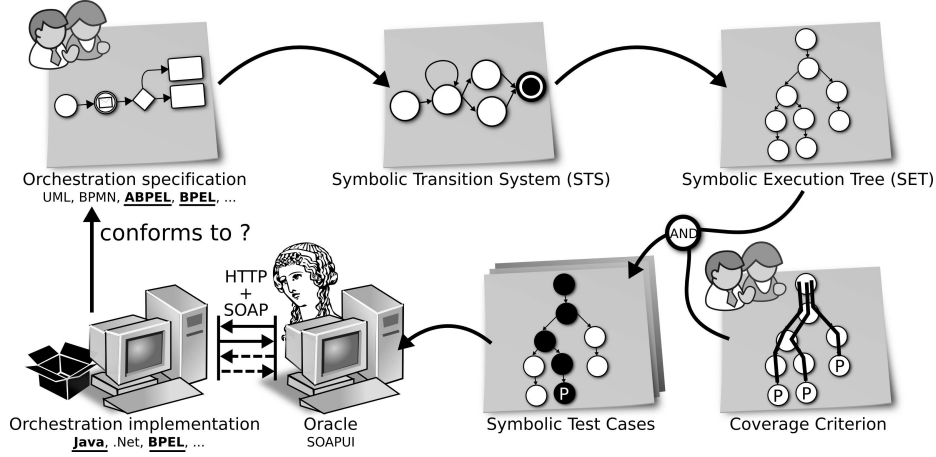 Orchestration specification
UML, BPMN, ABPEL, BPEL, ...
Symbolic Transition System (STS)
Symbolic Execution Tree (SET)
conforms to ?
AND
HTTP
+
SOAP
P
P
P
P
Orchestration implementation
Java, .Net, BPEL, ...
Oracle
SOAPUI
Symbolic Test Cases
Coverage Criterion